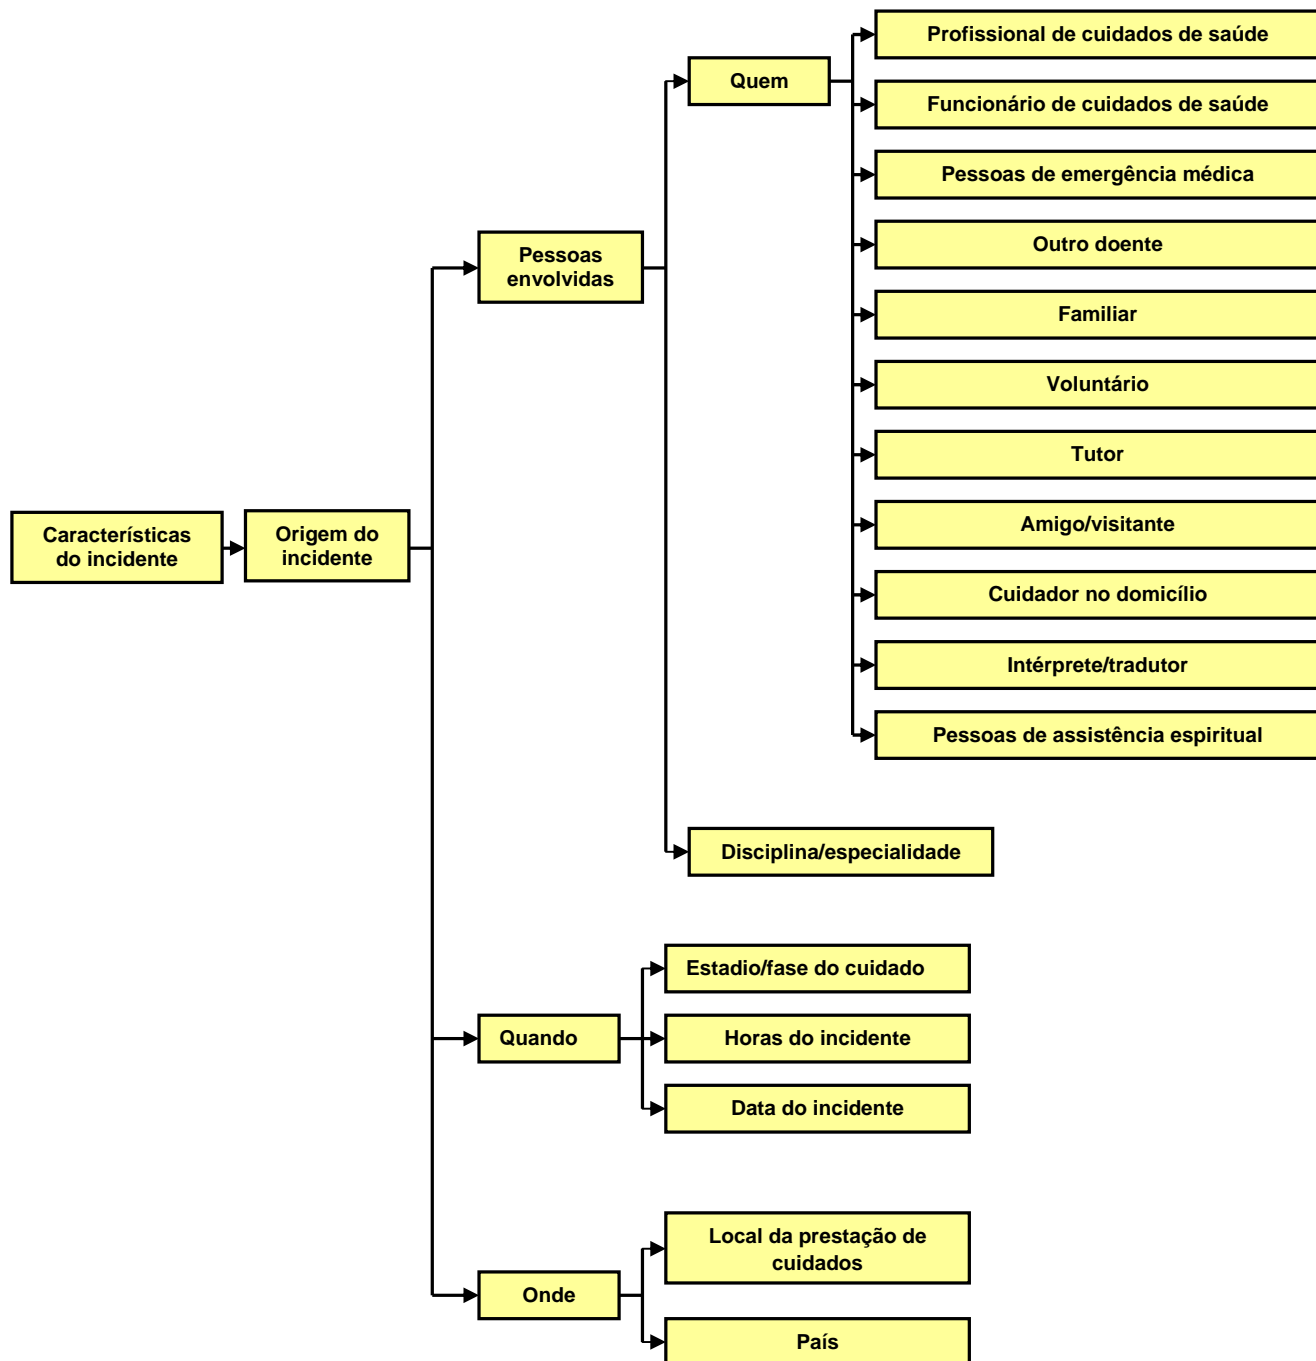 Características
do incidente
Origem do
incidente
Pessoas
envolvidas
Quem
Profissional de cuidados de saúde
Funcionário de cuidados de saúde
Pessoas de emergência médica
Outro doente
Familiar
Voluntário
Tutor
Amigo/visitante
Cuidador no domicílio
Intérprete/tradutor
Pessoas de assistência espiritual
Disciplina/especialidade
Quando
Estadio/fase do cuidado
Horas do incidente
Data do incidente
Onde
Local da prestação de
cuidados
País